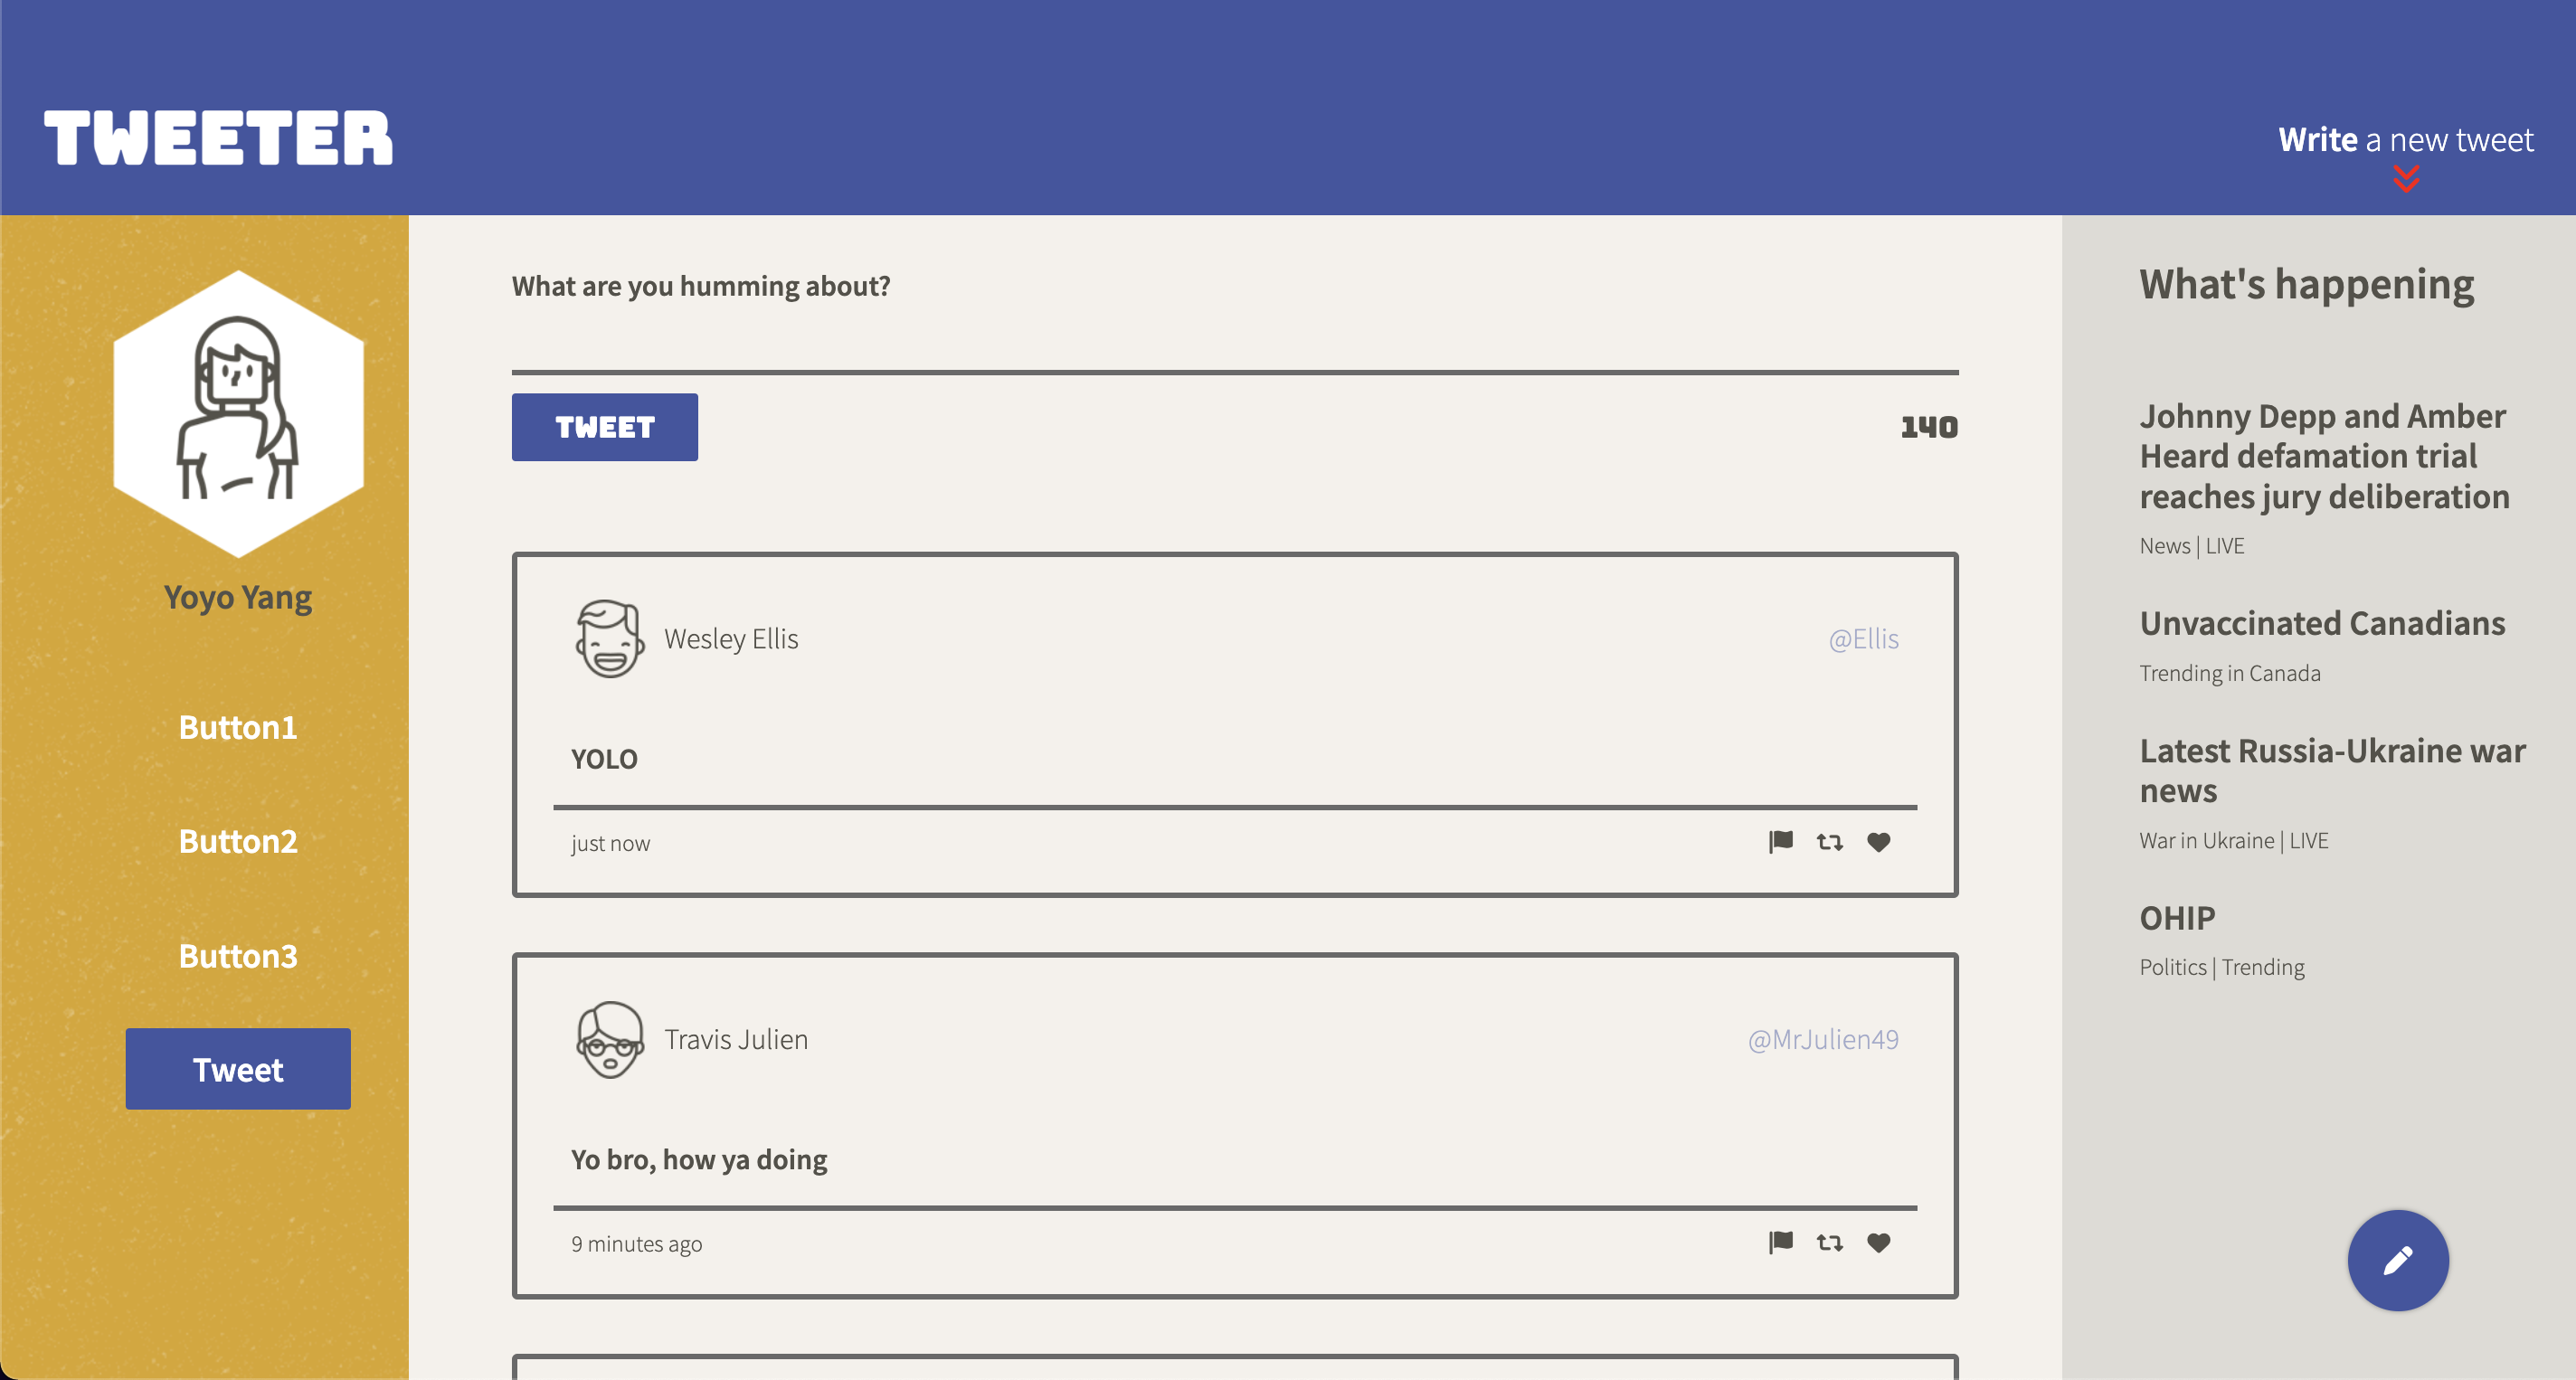 TWEETER
Write a new tweet
Yoyo Yang
Button1
Button2
Button3
Tweet
What are you humming about?
TWEET
140
Wesley Ellis
@Ellis
YOLO
just now
Travis Julien
@MrJulien49
Yo bro, how ya doing
9 minutes ago
What's happening
Johnny Depp and Amber
Heard defamation trial
reaches jury deliberation
News | LIVE
Unvaccinated Canadians
Trending in Canada
Latest Russia-Ukraine war
news
War in Ukraine | LIVE
OHIP
Politics | Trending